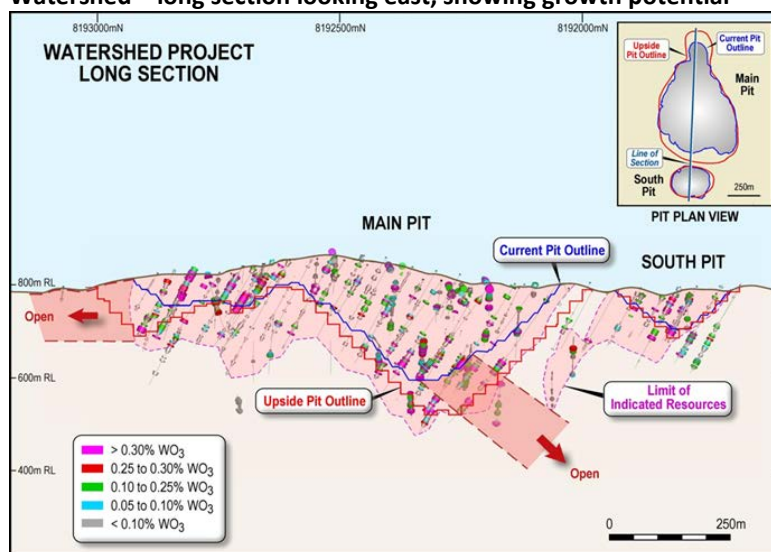 Watershed – long section looking east, showing growth potential
8193000mN
8192500mN
8192000mN
WATERSHED PROJECT
LONG SECTION
Upside
Pit Outline
Current Pit
Outline
Main
Pit
Line of
Section
South
Pit
250m
PIT PLAN VIEW
MAIN PIT
Current Pit Outline
SOUTH PIT
800m RL
Open
600m RL
Upside Pit Outline
Limit of
Indicated Resources
> 0.30% WO3
0.25 to 0.30% WO3
0.10 to 0.25% WO3
0.05 to 0.10% WO3
< 0.10% WO3
400m RL
Open
0
250m